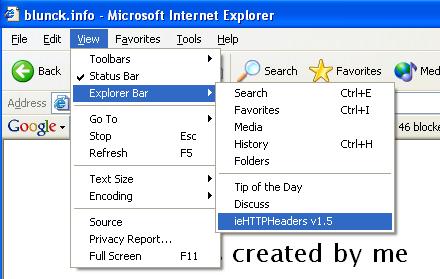 blunck.info - Microsoft Internet Explorer
File Edit View Favorites Tools Help
Back Search Favorites
Address
Google 46 blocke
Toolbars
Status Bar
Explorer Bar
Go To
Stop Esc
Refresh F5
Text Size
Encoding
Source
Privacy Report...
Full Screen F11
Search Ctrl+E
Favorites Ctrl+I
Media
History Ctrl+H
Folders
Tip of the Day
Discuss
ieHTTPHeaders v1.5
created by me